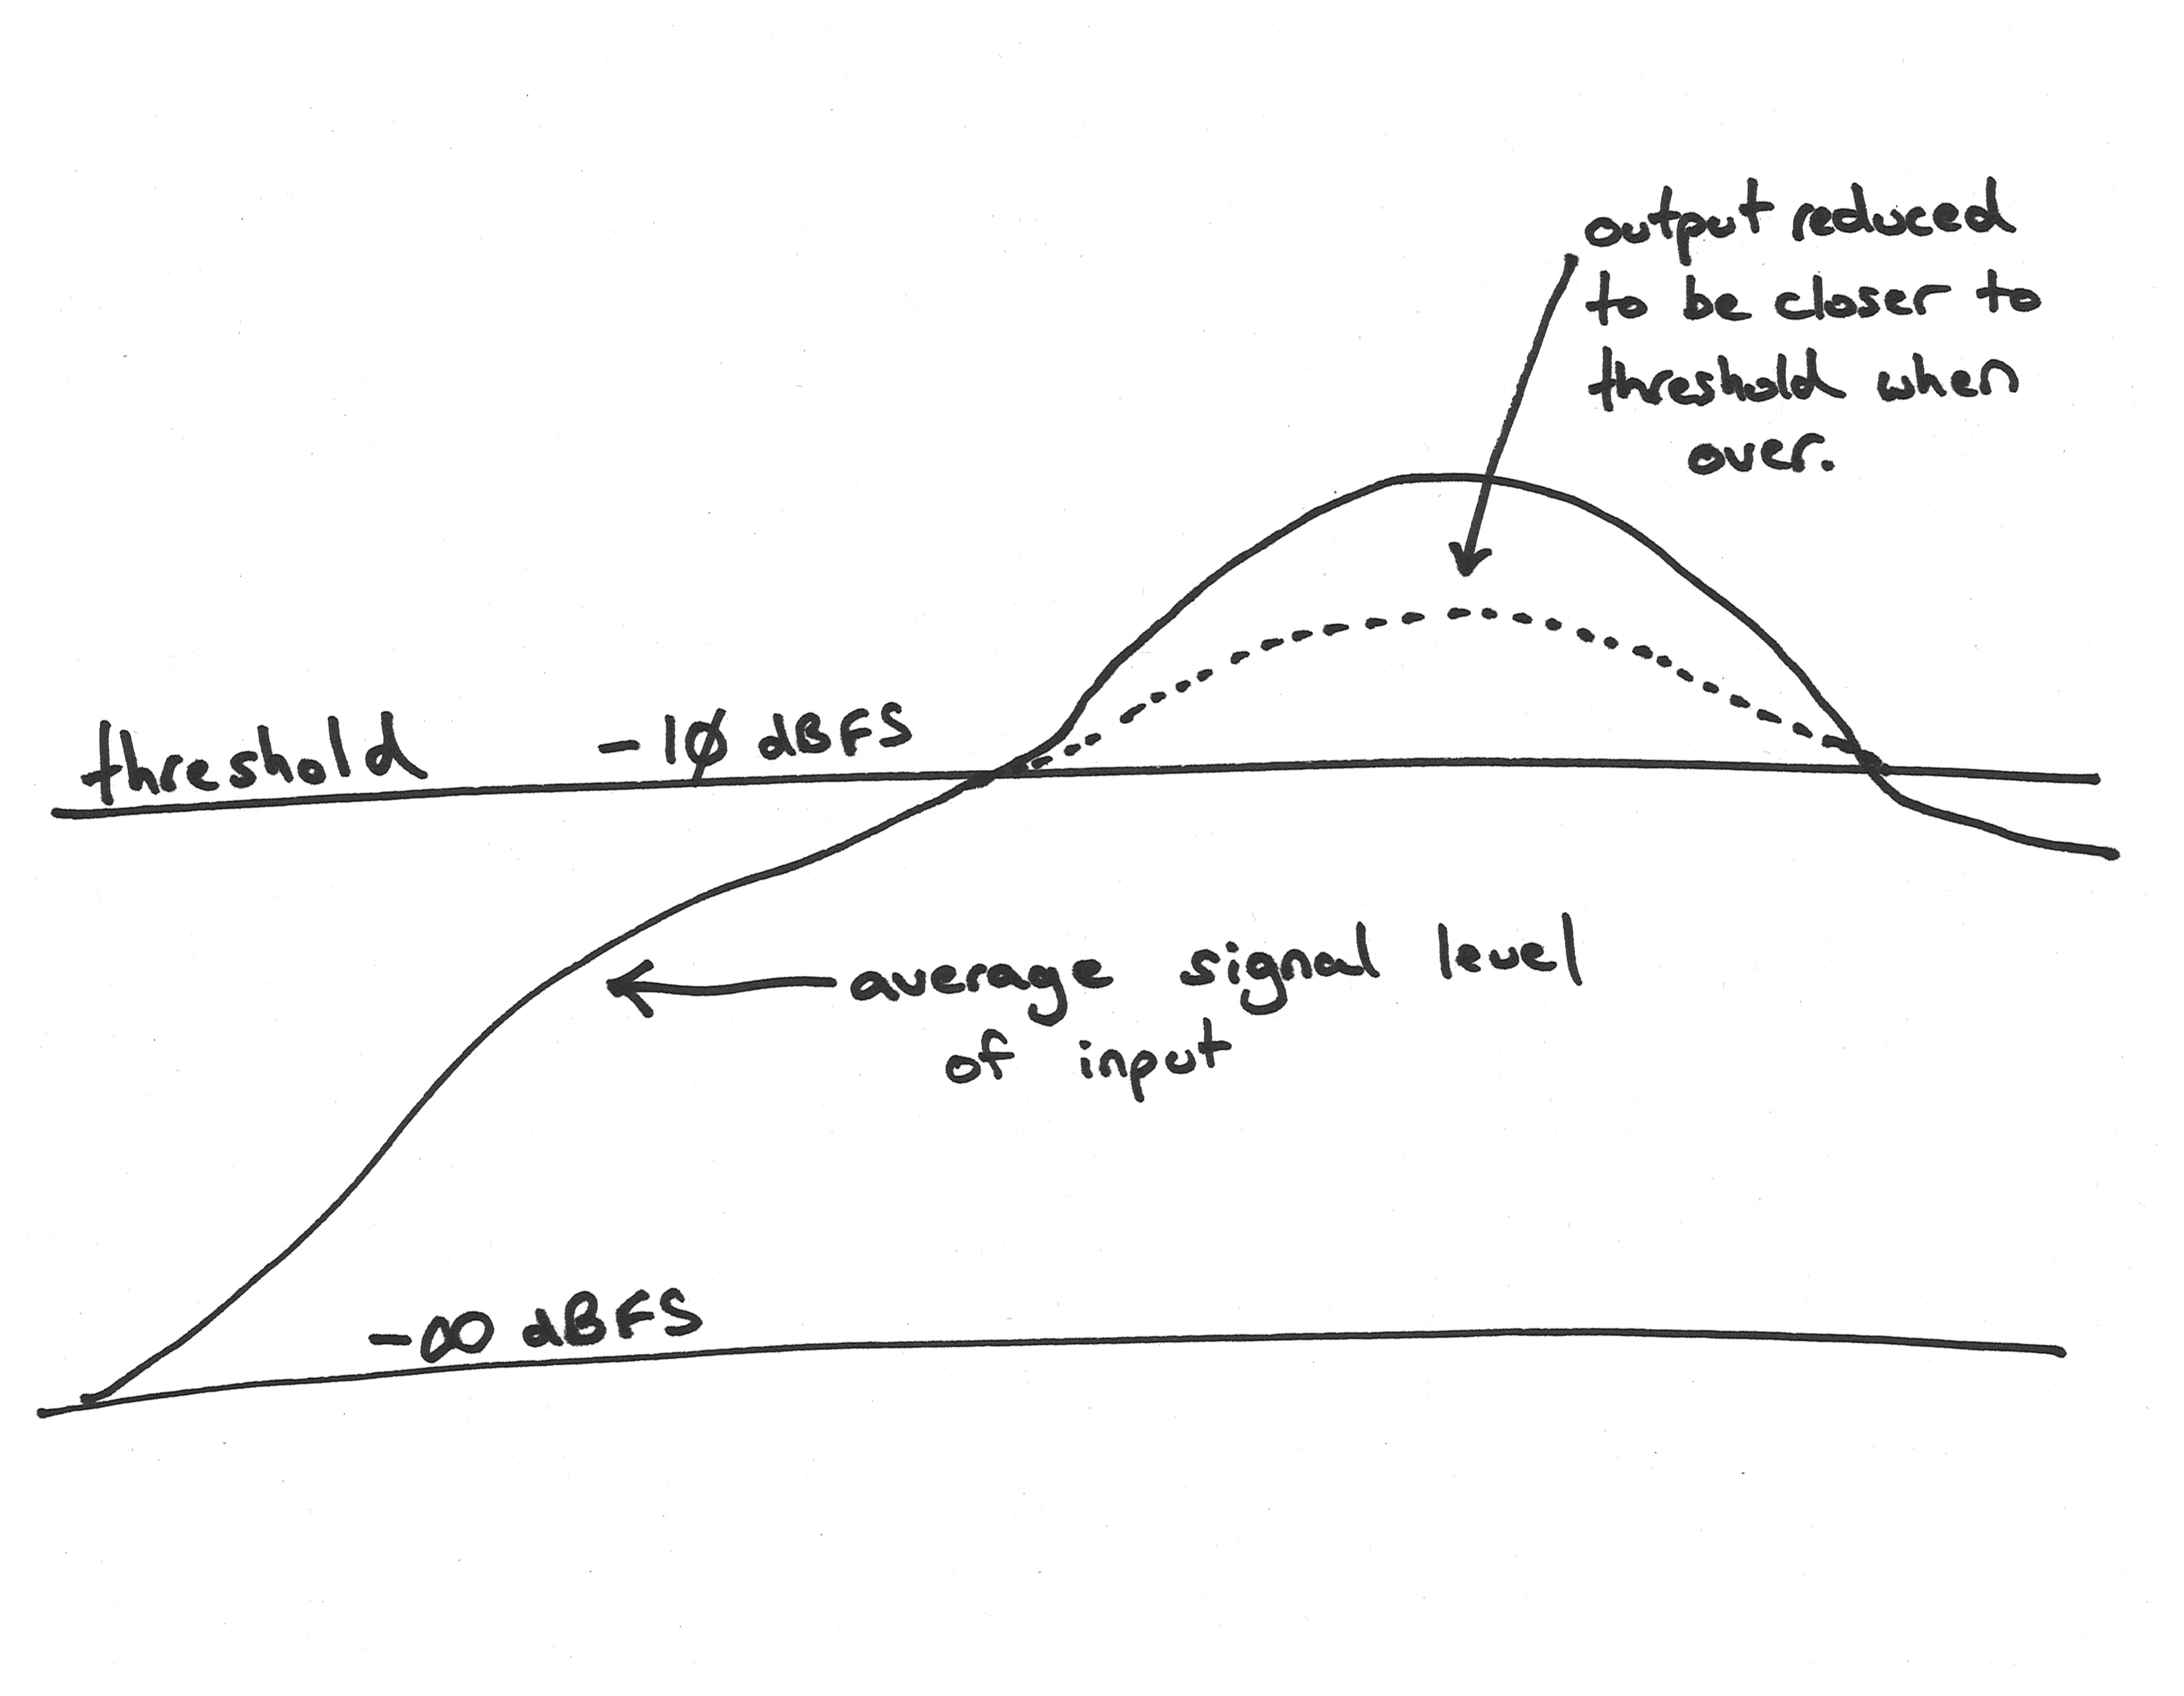 output reduced
to be closer to
threshold when
over.
threshold -10 dBFS
average signal level
of input
-∞ dBFS